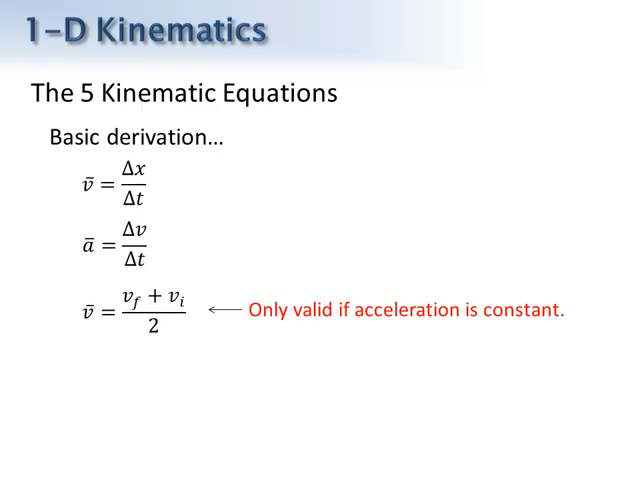 1-D Kinematics
The 5 Kinematic Equations
Basic derivation…
v̄ = Δx/Δt
ā = Δv/Δt
v̄ = (v_f + v_i)/2 ← Only valid if acceleration is constant.